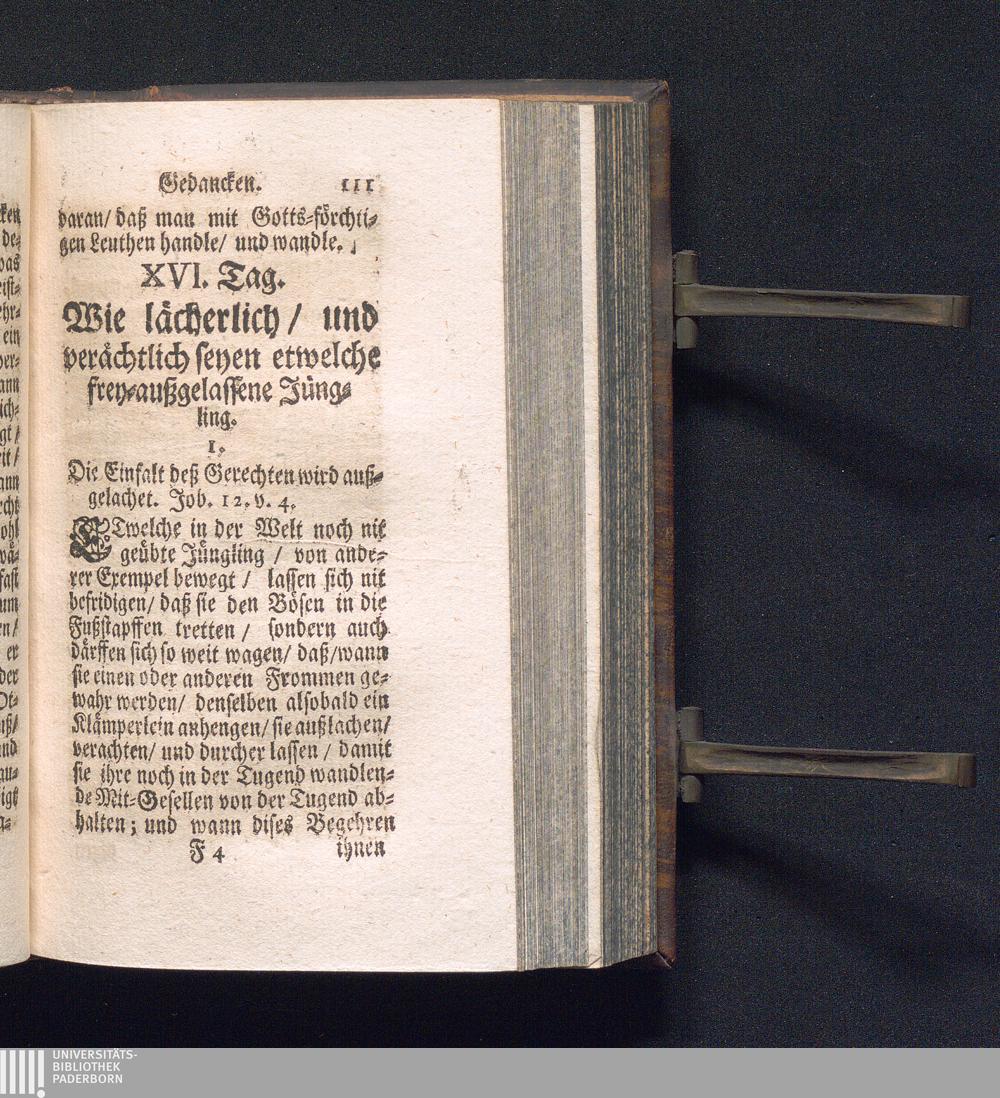 Gedancken. 111
daran/ daß man mit Gotts-förchti-
gen Leuthen handle/ und wandle.
XVI. Tag.
Wie lächerlich/ und
verächtlich seyen etwelche
frey-außgelassene Jüng-
ling.
1.
Die Einfalt deß Gerechten wird auß-
gelachet. Job. 12. v. 4.
ETwelche in der Welt noch nit
geübte Jüngling / von ande-
rer Exempel bewegt / lassen sich nit
befridigen/ daß sie den Bösen in die
Fußstapffen tretten / sondern auch
därffen sich so weit wagen/ daß/wann
sie einen oder anderen Frommen ge-
wahr werden/ denselben alsobald ein
Klämperlein anhengen/ sie außlachen/
verachten/ und durcher lassen / damit
sie ihre noch in der Tugend wandlen-
de Mit-Gesellen von der Tugend ab-
halten; und wann dises Begehren
F 4 ihnen
UNIVERSITÄTS-
BIBLIOTHEK
PADERBORN